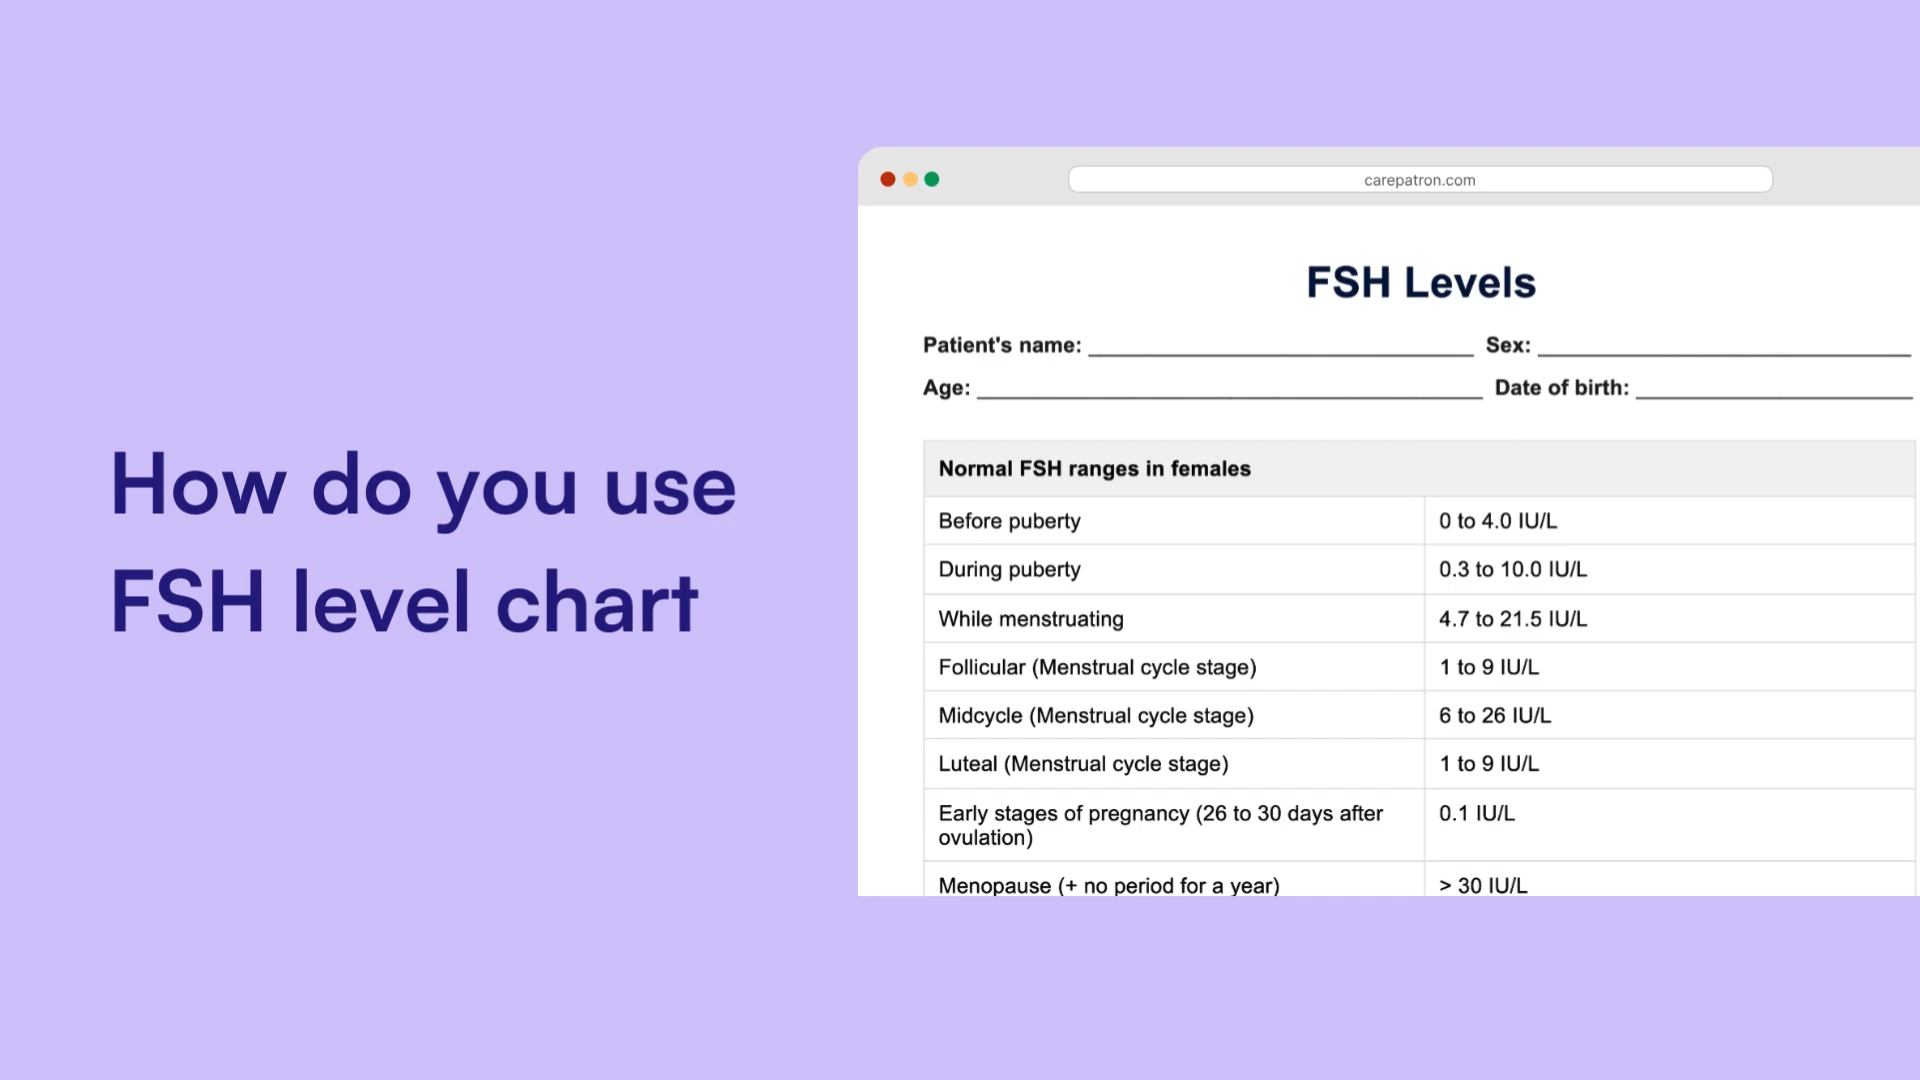 How do you use
FSH level chart
carepatron.com
FSH Levels
Patient's name: ________ Sex: ________
Age: ________ Date of birth: ________
Normal FSH ranges in females
Before puberty 0 to 4.0 IU/L
During puberty 0.3 to 10.0 IU/L
While menstruating 4.7 to 21.5 IU/L
Follicular (Menstrual cycle stage) 1 to 9 IU/L
Midcycle (Menstrual cycle stage) 6 to 26 IU/L
Luteal (Menstrual cycle stage) 1 to 9 IU/L
Early stages of pregnancy (26 to 30 days after 0.1 IU/L
ovulation)
Menopause (+ no period for a year) > 30 IU/L